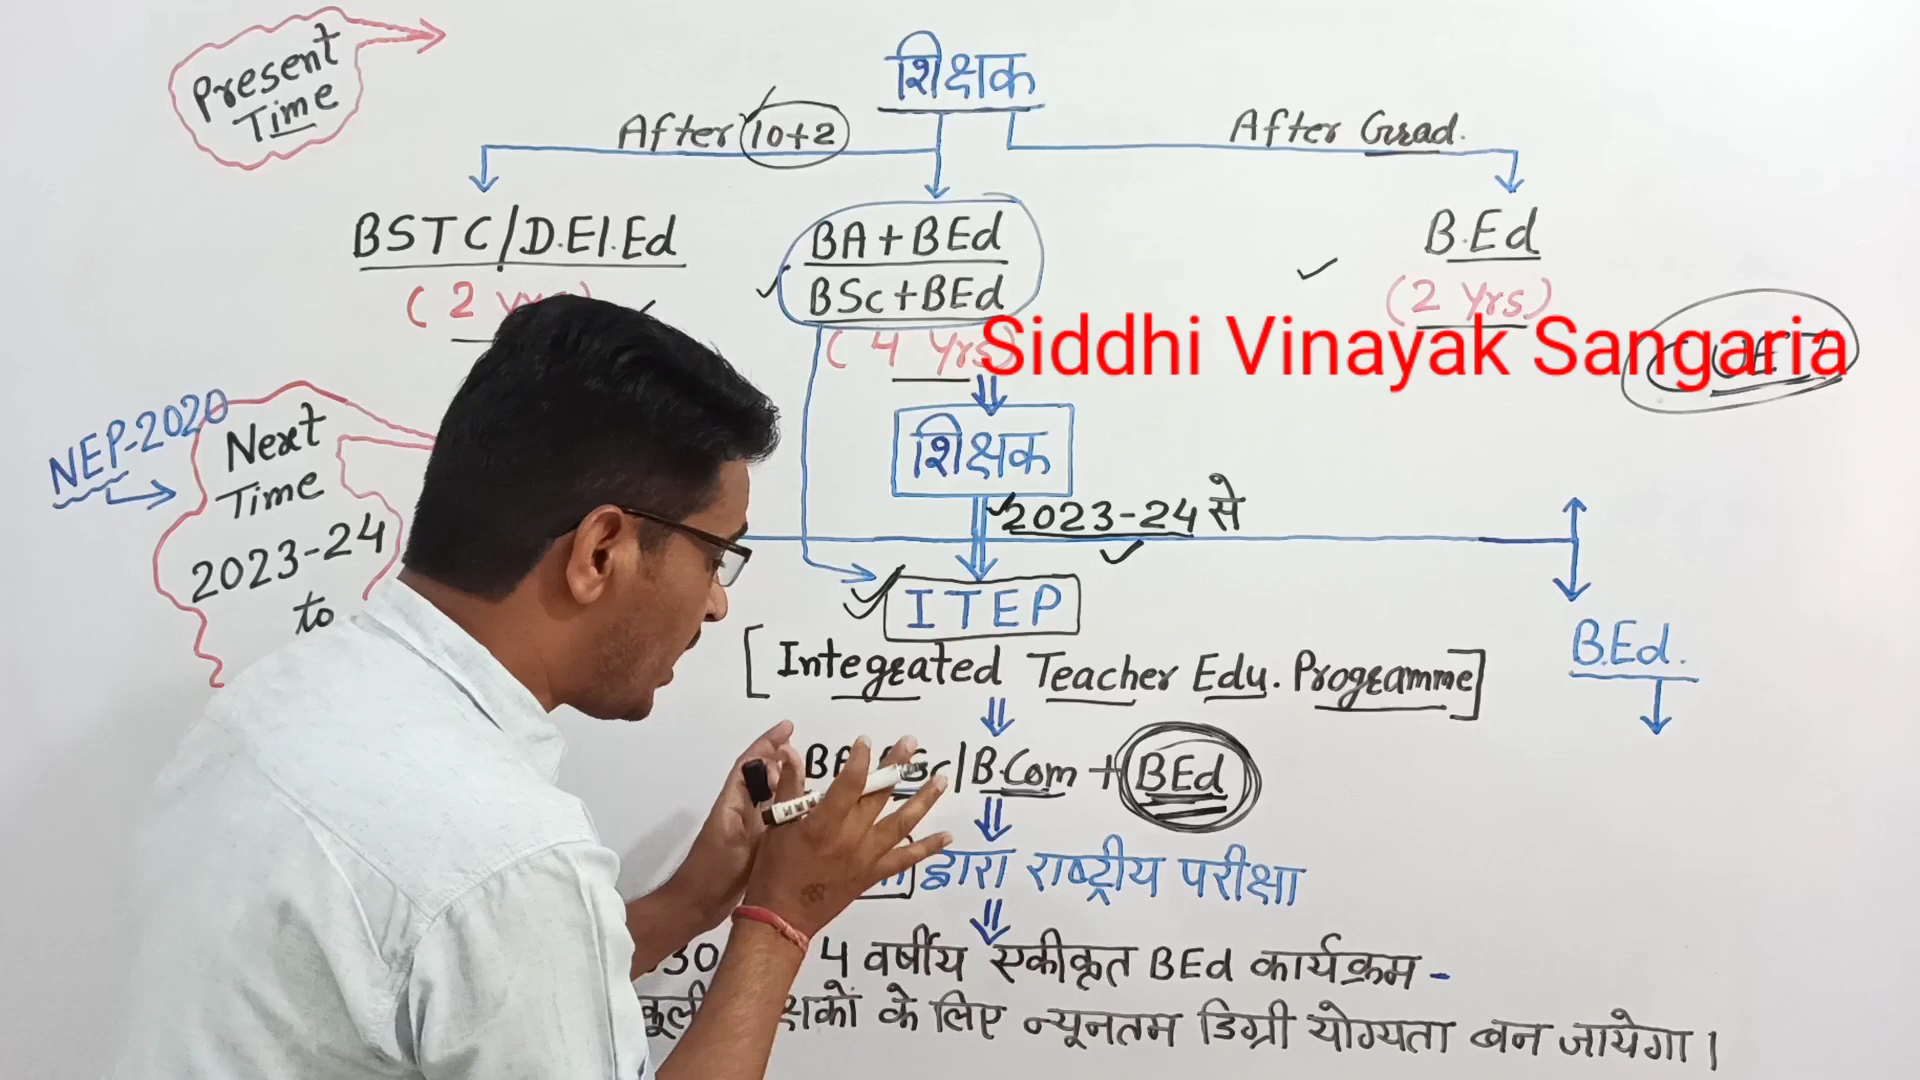 Present
Time
शिक्षक
After 10+2
After Grad.
BSTC/D.El.Ed
(2
BA+BEd
BSc+BEd
(4 Yrs)
B.Ed
(2 Yrs)
Siddhi Vinayak Sangaria
NEP-2020
Next
Time
2023-24
to
शिक्षक
2023-24 से
ITEP
[Integrated Teacher Edu. Programme]
B.Ed.
|B.Com + BEd
द्वारा राष्ट्रीय परीक्षा
4 वर्षीय एकीकृत BEd कार्यक्रम -
के लिए न्यूनतम डिग्री योग्यता बन जायेगा।